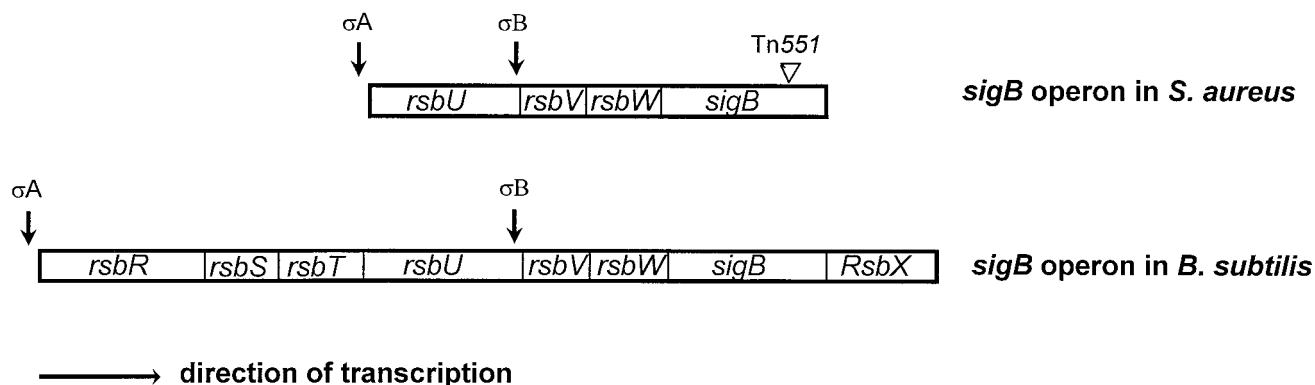 σA σB Tn551
rsbU rsbV rsbW sigB
sigB operon in S. aureus
σA σB
rsbR rsbS rsbT rsbU rsbV rsbW sigB RsbX
sigB operon in B. subtilis
direction of transcription